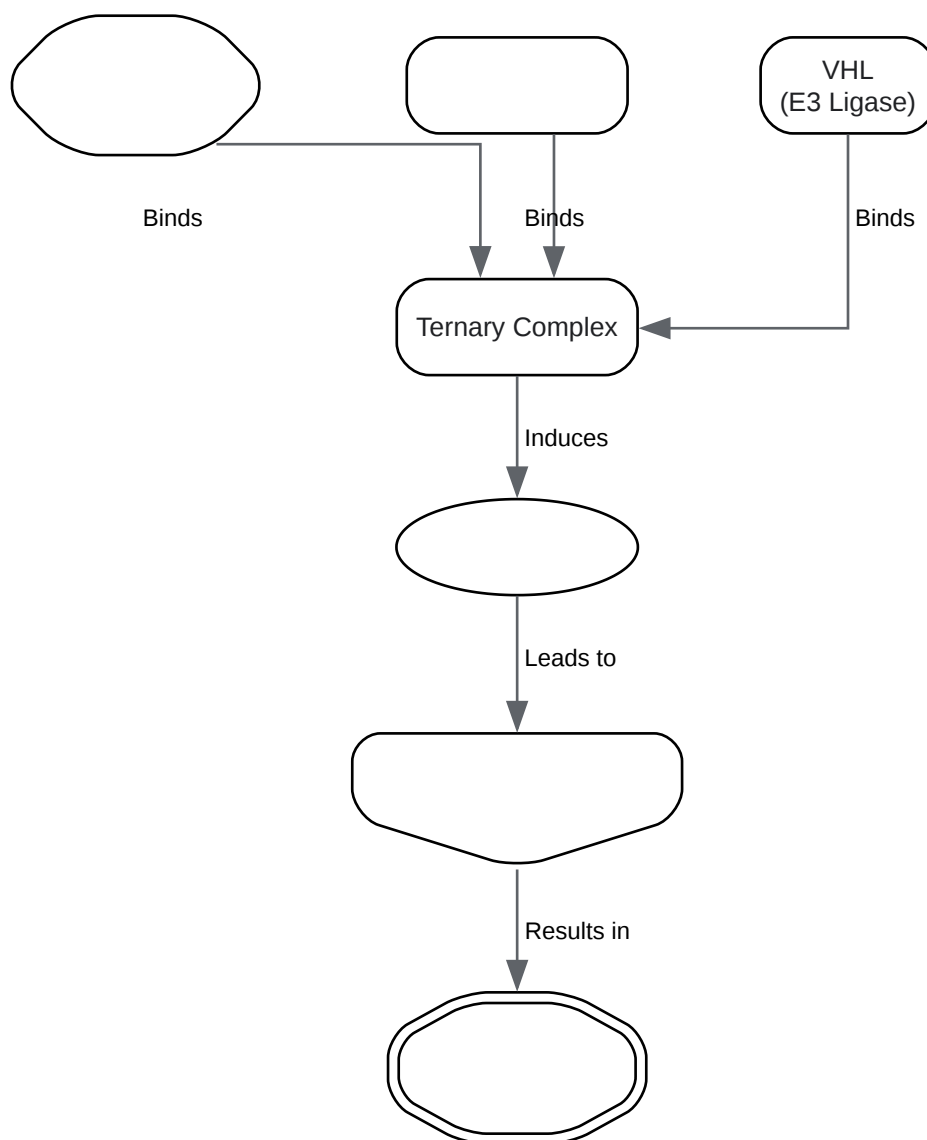 VHL
(E3 Ligase)
Binds
Binds
Binds
Ternary Complex
Induces
Leads to
Results in